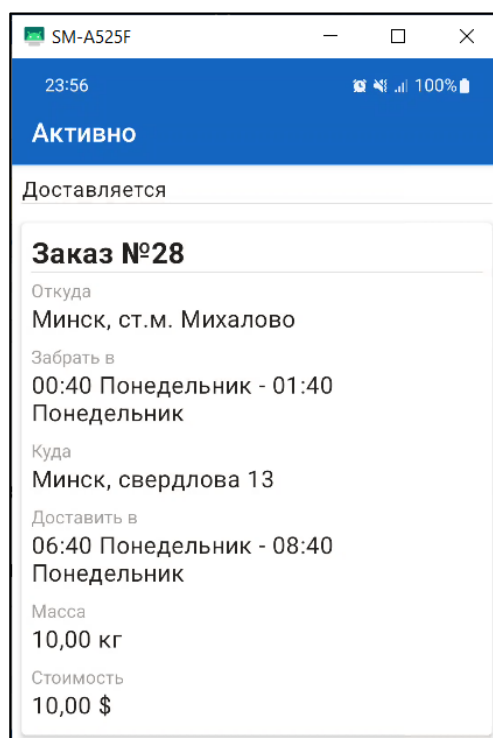 SM-A525F
23:56 100%
Активно
Доставляется
Заказ №28
Откуда
Минск, ст.м. Михалово
Забрать в
00:40 Понедельник - 01:40
Понедельник
Куда
Минск, свердлова 13
Доставить в
06:40 Понедельник - 08:40
Понедельник
Масса
10,00 кг
Стоимость
10,00 $